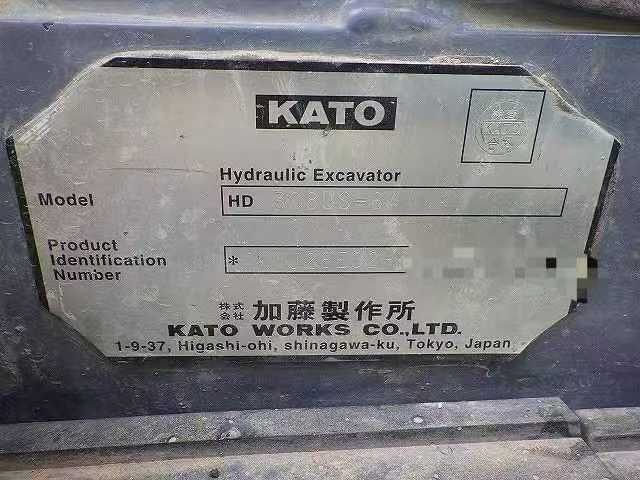 KATO
Hydraulic Excavator
Model
HD
Product
Identification
Number
*
株式
会社
加藤製作所
KATO WORKS CO.,LTD.
1-9-37, Higashi-ohi, shinagawa-ku, Tokyo, Japan